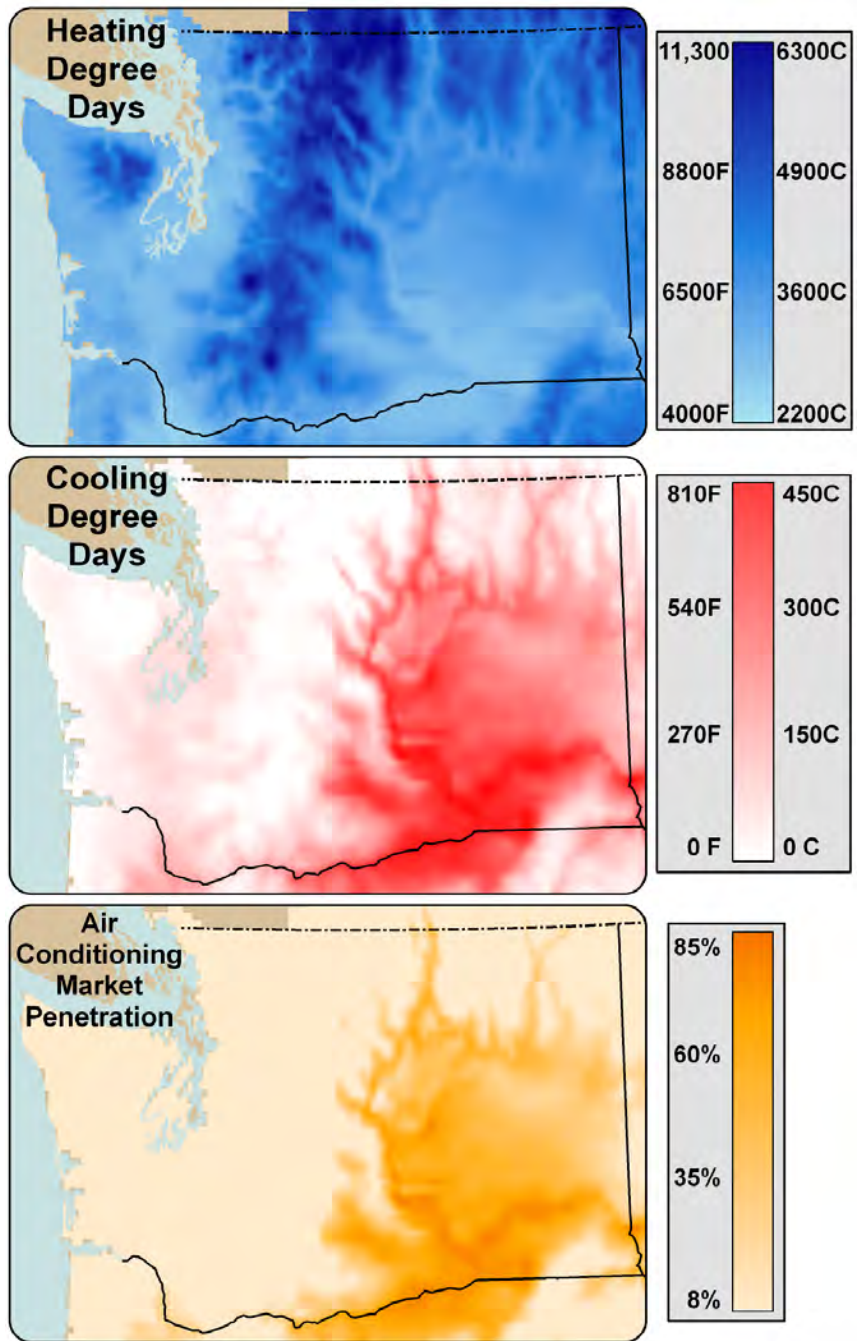 Heating
Degree
Days
11,300 6300C
8800F 4900C
6500F 3600C
4000F 2200C
Cooling
Degree
Days
810F 450C
540F 300C
270F 150C
0 F 0 C
Air
Conditioning
Market
Penetration
85%
60%
35%
8%